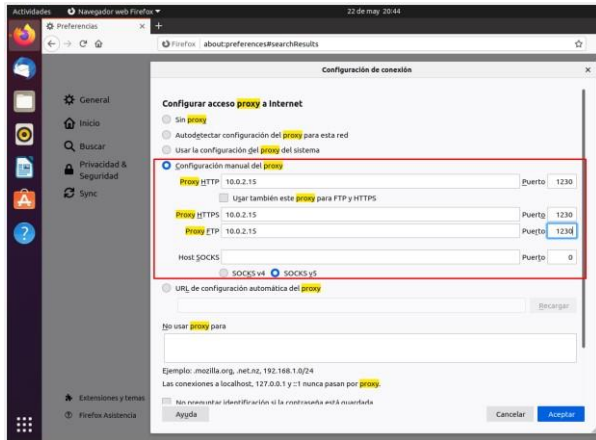 Actividades Navegador web Firefox 22 de may 20:44
Preferencias × +
Firefox about:preferences#searchResults
Configuración de conexión ×
General
Inicio
Buscar
Privacidad &
Seguridad
Sync
Extensiones y temas
Firefox Asistencia
Configurar acceso proxy a Internet
Sin proxy
Autodetectar configuración del proxy para esta red
Usar la configuración del proxy del sistema
Configuración manual del proxy
Proxy HTTP 10.0.2.15 Puerto 1230
Usar también este proxy para FTP y HTTPS
Proxy HTTPS 10.0.2.15 Puerto 1230
Proxy FTP 10.0.2.15 Puerto 1230
Host SOCKS Puerto 0
SOCKS v4 SOCKS v5
URL de configuración automática del proxy
Recargar
No usar proxy para
Ejemplo: .mozilla.org, .net.nz, 192.168.1.0/24
Las conexiones a localhost, 127.0.0.1 y ::1 nunca pasan por proxy.
No preguntar identificación si la contraseña está guardada
Ayuda Cancelar Aceptar